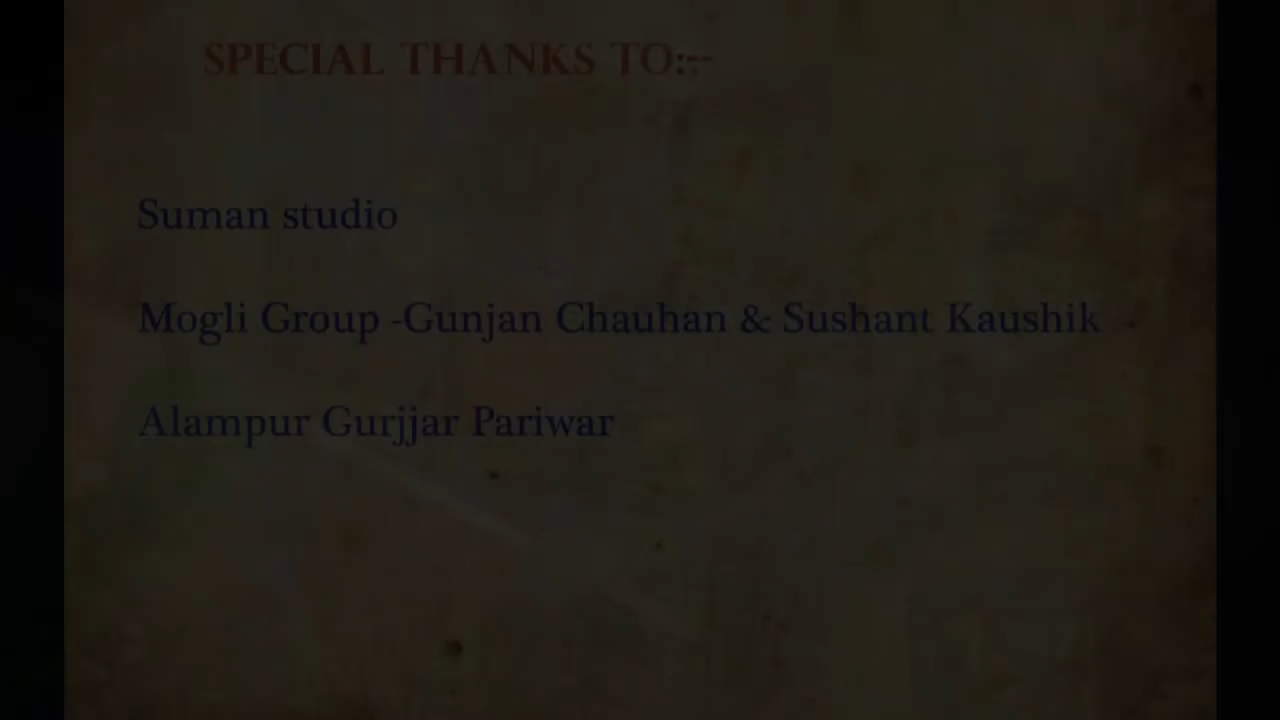 SPECIAL THANKS TO:--
Suman studio
Mogli Group -Gunjan Chauhan & Sushant Kaushik
Alampur Gurjjar Pariwar